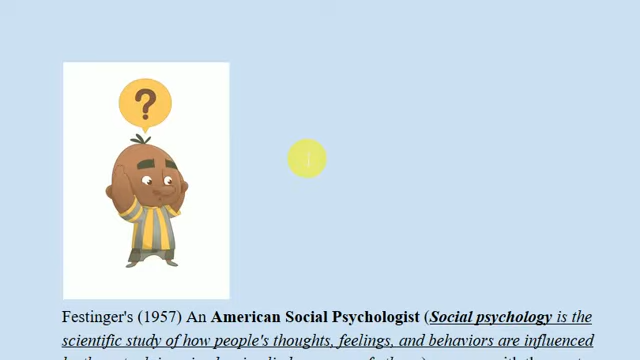 ?
Festinger's (1957) An American Social Psychologist (Social psychology is the
scientific study of how people's thoughts, feelings, and behaviors are influenced